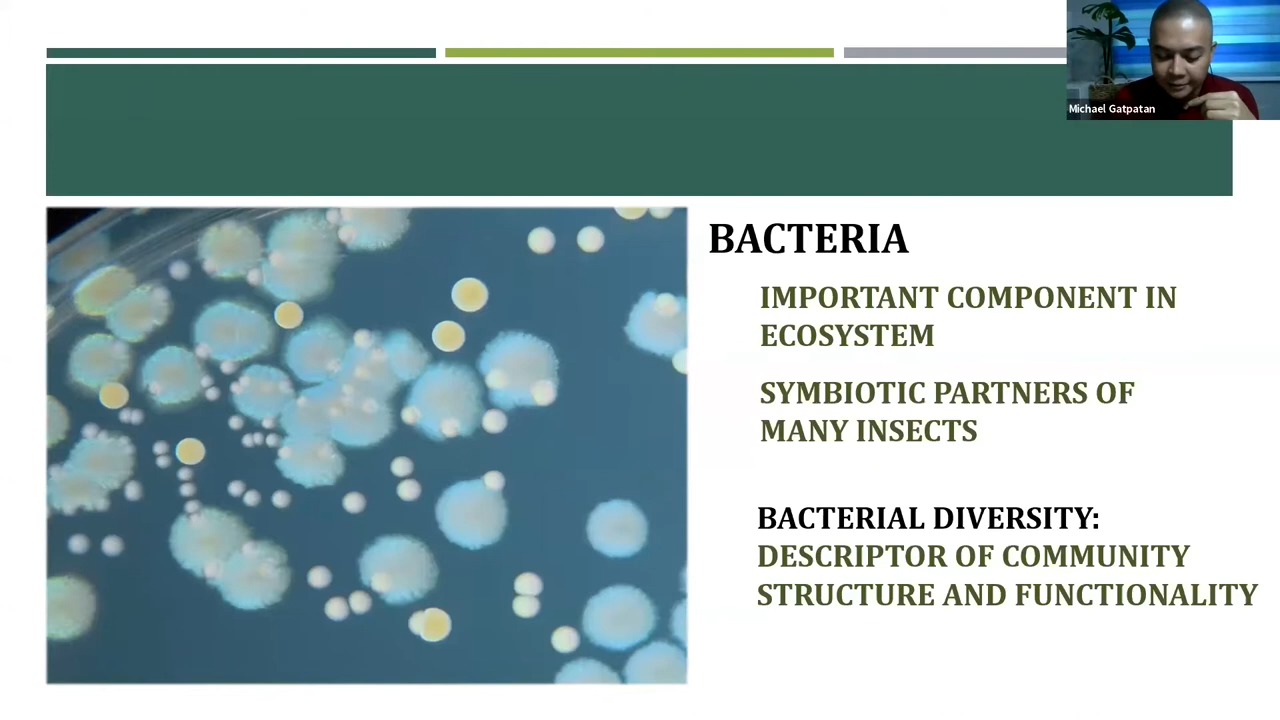 Michael Gatpatan
BACTERIA
IMPORTANT COMPONENT IN
ECOSYSTEM
SYMBIOTIC PARTNERS OF
MANY INSECTS
BACTERIAL DIVERSITY:
DESCRIPTOR OF COMMUNITY
STRUCTURE AND FUNCTIONALITY